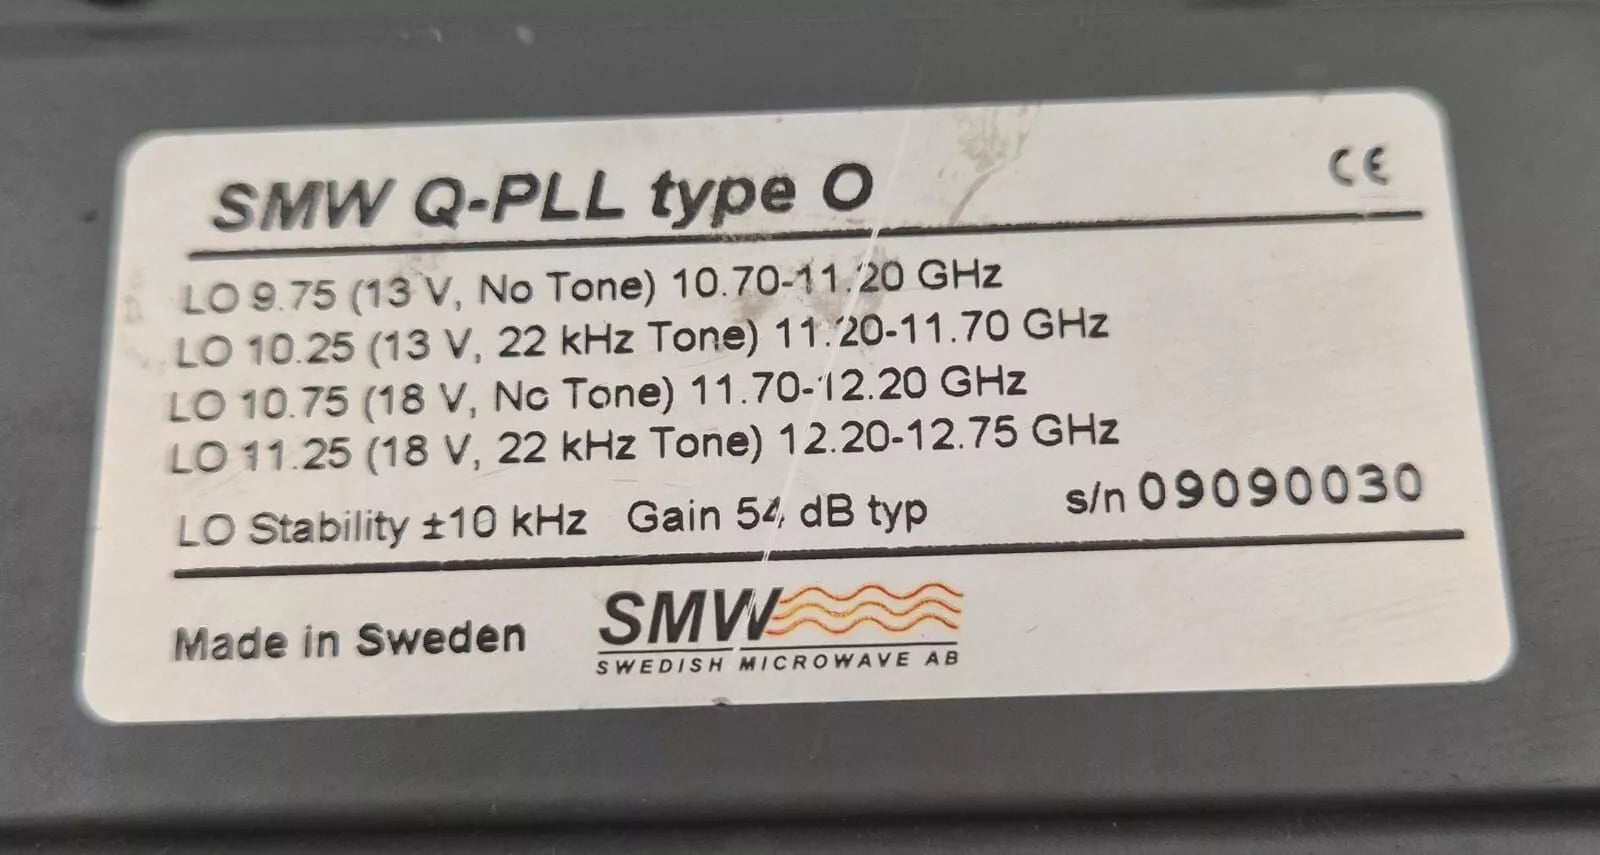 SMW Q-PLL type O
CE
LO 9.75 (13 V, No Tone) 10.70-11.20 GHz
LO 10.25 (13 V, 22 kHz Tone) 11.20-11.70 GHz
LO 10.75 (18 V, No Tone) 11.70-12.20 GHz
LO 11.25 (18 V, 22 kHz Tone) 12.20-12.75 GHz
LO Stability ±10 kHz Gain 54 dB typ s/n 09090030
Made in Sweden
SMW
SWEDISH MICROWAVE AB